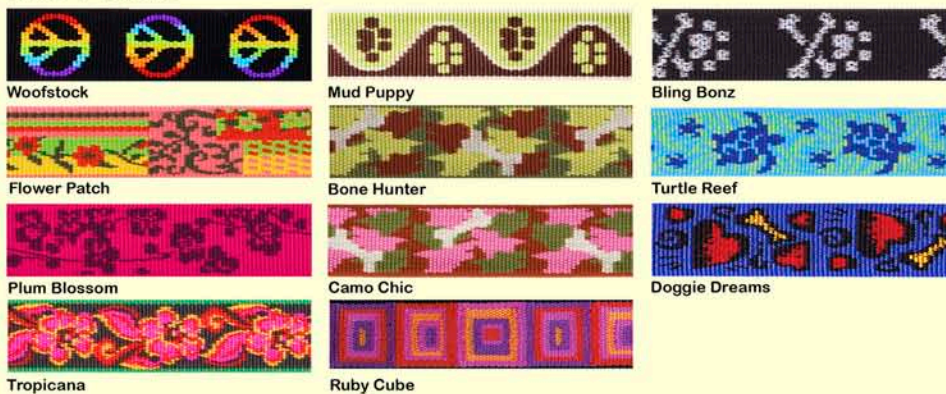 Woofstock
Mud Puppy
Bling Bonz
Flower Patch
Bone Hunter
Turtle Reef
Plum Blossom
Camo Chic
Doggie Dreams
Tropicana
Ruby Cube